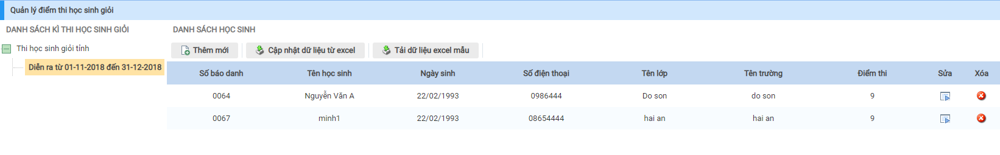 Quản lý điểm thi học sinh giỏi
DANH SÁCH KÌ THI HỌC SINH GIỎI
Thi học sinh giỏi tỉnh
Diễn ra từ 01-11-2018 đến 31-12-2018
DANH SÁCH HỌC SINH
Thêm mới Cập nhật dữ liệu từ excel Tải dữ liệu excel mẫu
Số báo danh Tên học sinh Ngày sinh Số điện thoại Tên lớp Tên trường Điểm thi Sửa Xóa
0064 Nguyễn Văn A 22/02/1993 0986444 Do son do son 9
0067 minh1 22/02/1993 08654444 hai an hai an 9